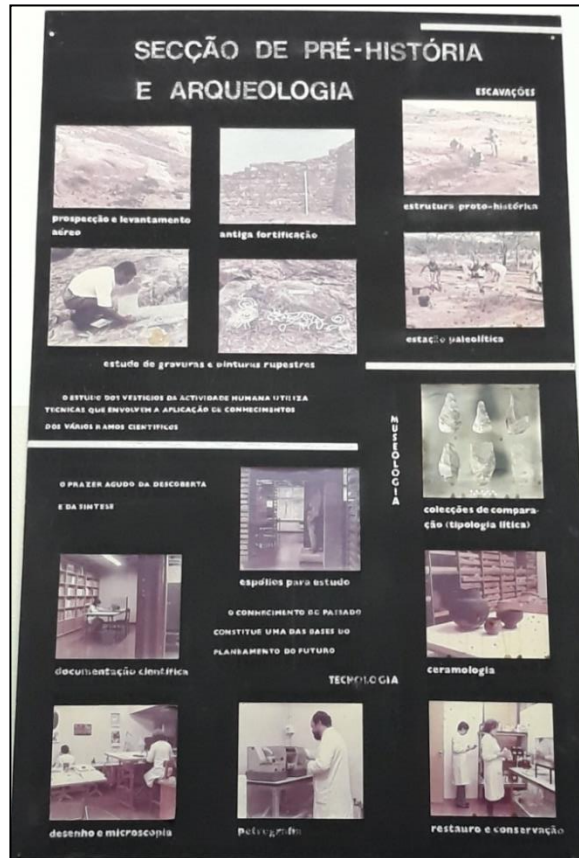 SECÇÃO DE PRÉ-HISTÓRIA
E ARQUEOLOGIA
ESCAVAÇÕES
prospecção e levantamento
aéreo
antiga fortificação
estrutura proto-histórica
estudo de gravuras e pinturas rupestres
estação paleolítica
O ESTUDO DOS VESTÍGIOS DA ACTIVIDADE HUMANA UTILIZA
TECNICAS QUE ENVOLVEM A APLICAÇÃO DE CONHECIMENTOS
DOS VÁRIOS RAMOS CIENTIFICOS
MUSEOLOGIA
colecções de compara-
ção (tipologia lítica)
O PRAZER AGUDO DA DESCOBERTA
E DA SINTESE
espólios para estudo
O CONHECIMENTO DO PASSADO
CONSTITUE UMA DAS BASES DO
PLANEAMENTO DO FUTURO
documentação científica
ceramologia
TECNOLOGIA
desenho e microscopia
petrografia
restauro e conservação